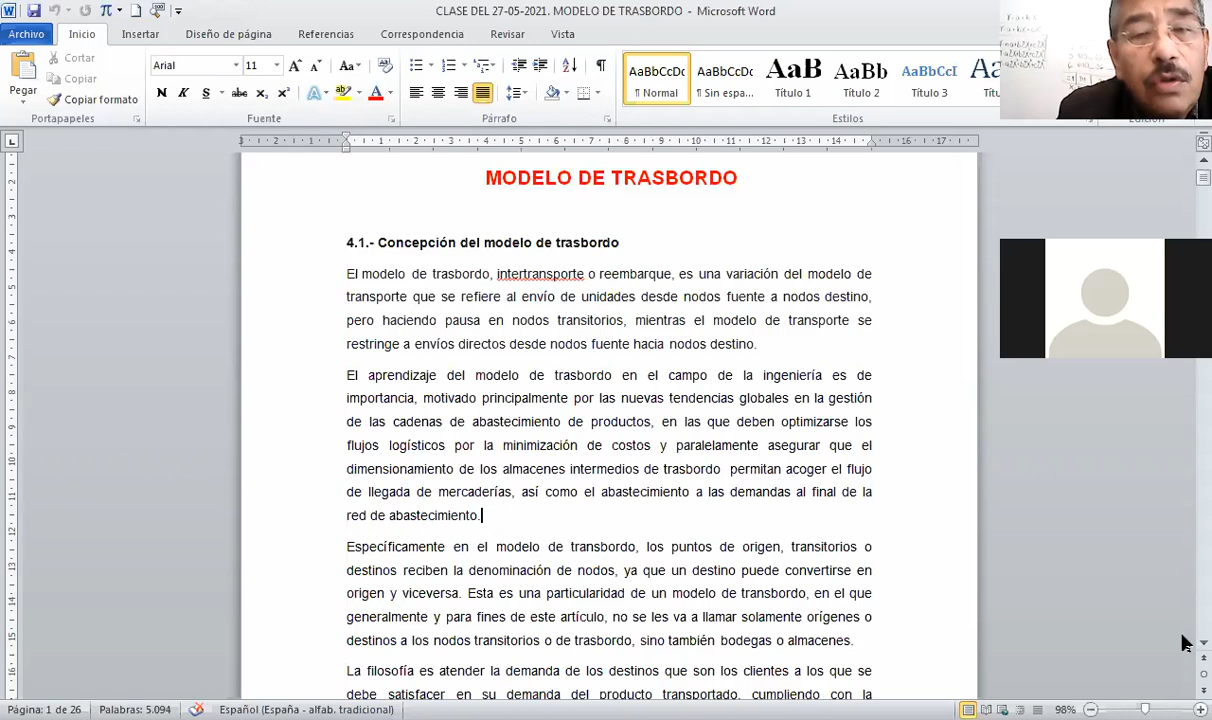 CLASE DEL 27-05-2021. MODELO DE TRASBORDO - Microsoft Word
Archivo Inicio Insertar Diseño de página Referencias Correspondencia Revisar Vista
Pegar
Cortar
Copiar
Copiar formato
Arial 11
AaBbCcDc AaBbCcDc AaB AaBbCc AaBbCcI
¶ Normal ¶ Sin espa... Título 1 Título 2 Título 3
Portapapeles Fuente Párrafo Estilos
MODELO DE TRASBORDO
4.1.- Concepción del modelo de trasbordo
El modelo de trasbordo, intertransporte o reembarque, es una variación del modelo de
transporte que se refiere al envío de unidades desde nodos fuente a nodos destino,
pero haciendo pausa en nodos transitorios, mientras el modelo de transporte se
restringe a envíos directos desde nodos fuente hacia nodos destino.
El aprendizaje del modelo de trasbordo en el campo de la ingeniería es de
importancia, motivado principalmente por las nuevas tendencias globales en la gestión
de las cadenas de abastecimiento de productos, en las que deben optimizarse los
flujos logísticos por la minimización de costos y paralelamente asegurar que el
dimensionamiento de los almacenes intermedios de trasbordo permitan acoger el flujo
de llegada de mercaderías, así como el abastecimiento a las demandas al final de la
red de abastecimiento.
Específicamente en el modelo de transbordo, los puntos de origen, transitorios o
destinos reciben la denominación de nodos, ya que un destino puede convertirse en
origen y viceversa. Esta es una particularidad de un modelo de transbordo, en el que
generalmente y para fines de este artículo, no se les va a llamar solamente orígenes o
destinos a los nodos transitorios o de trasbordo, sino también bodegas o almacenes.
La filosofía es atender la demanda de los destinos que son los clientes a los que se
debe satisfacer en su demanda del producto transportado, cumpliendo con la
Página: 1 de 26 Palabras: 5.094 Español (España - alfab. tradicional) 98%